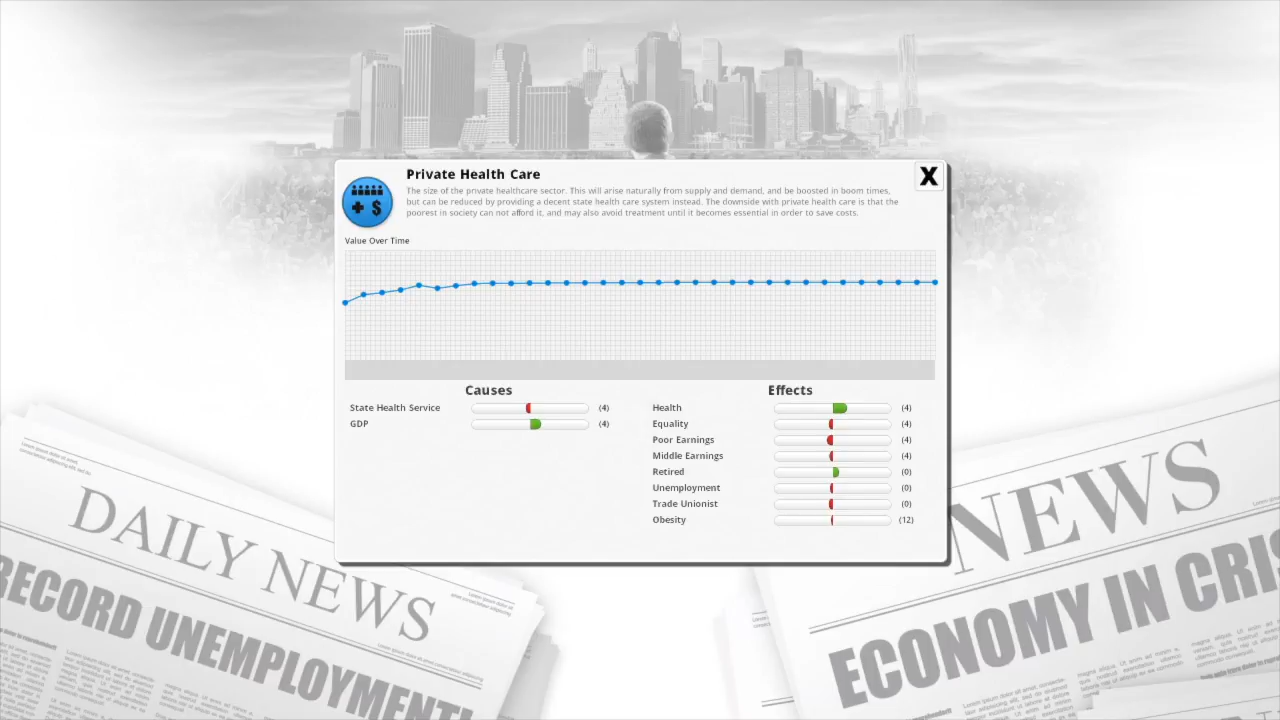 Private Health Care
X
The size of the private healthcare sector. This will arise naturally from supply and demand, and be boosted in boom times,
but can be reduced by providing a decent state health care system instead. The downside with private health care is that the
poorest in society can not afford it, and may also avoid treatment until it becomes essential in order to save costs.
Value Over Time
Causes
State Health Service (4)
GDP (4)
Effects
Health (4)
Equality (4)
Poor Earnings (4)
Middle Earnings (4)
Retired (0)
Unemployment (0)
Trade Unionist (0)
Obesity (12)
DAILY NEWS
RECORD UNEMPLOYMENT
NEWS
ECONOMY IN CRIS